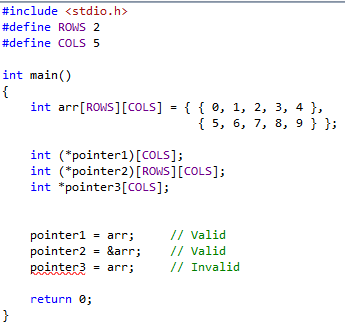 #include <stdio.h>
#define ROWS 2
#define COLS 5
int main()
{
int arr[ROWS][COLS] = { { 0, 1, 2, 3, 4 },
{ 5, 6, 7, 8, 9 } };
int (*pointer1)[COLS];
int (*pointer2)[ROWS][COLS];
int *pointer3[COLS];
pointer1 = arr; // Valid
pointer2 = &arr; // Valid
pointer3 = arr; // Invalid
return 0;
}